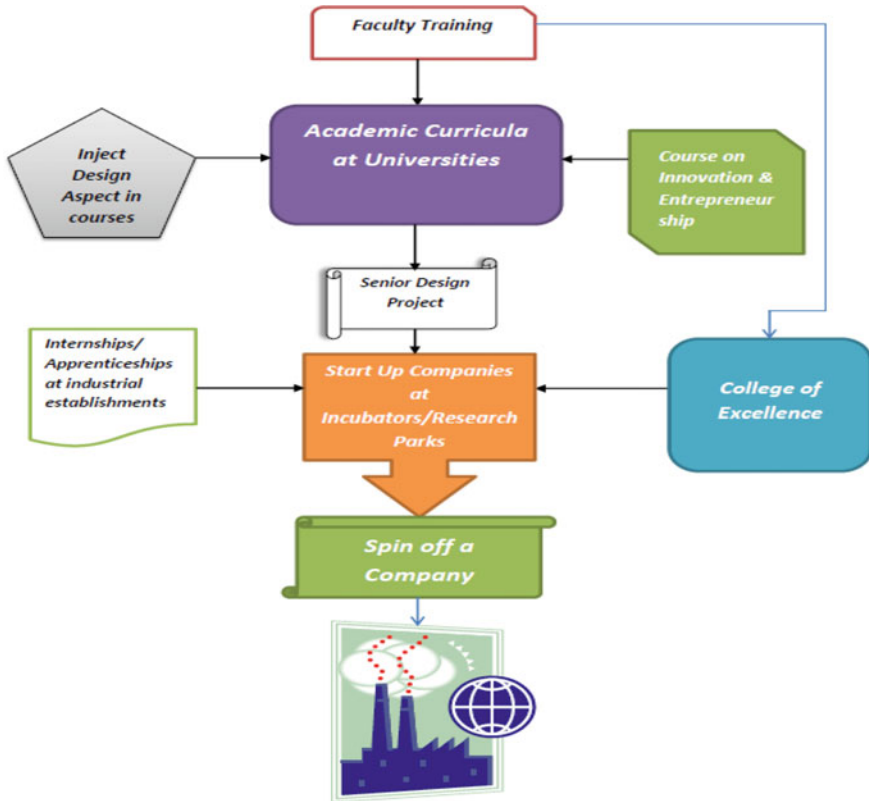 Faculty Training
Academic Curricula
at Universities
Inject
Design
Aspect in
courses
Course on
Innovation &
Entrepreneur
ship
Senior Design
Project
Internships/
Apprenticeships
at industrial
establishments
Start Up Companies
at
Incubators/Research
Parks
College of
Excellence
Spin off a
Company